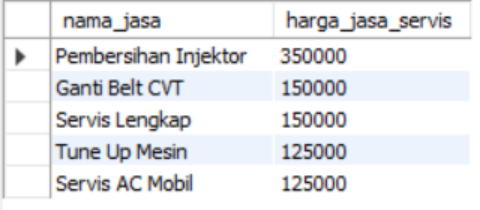 nama_jasa harga_jasa_servis
Pembersihan Injektor 350000
Ganti Belt CVT 150000
Servis Lengkap 150000
Tune Up Mesin 125000
Servis AC Mobil 125000